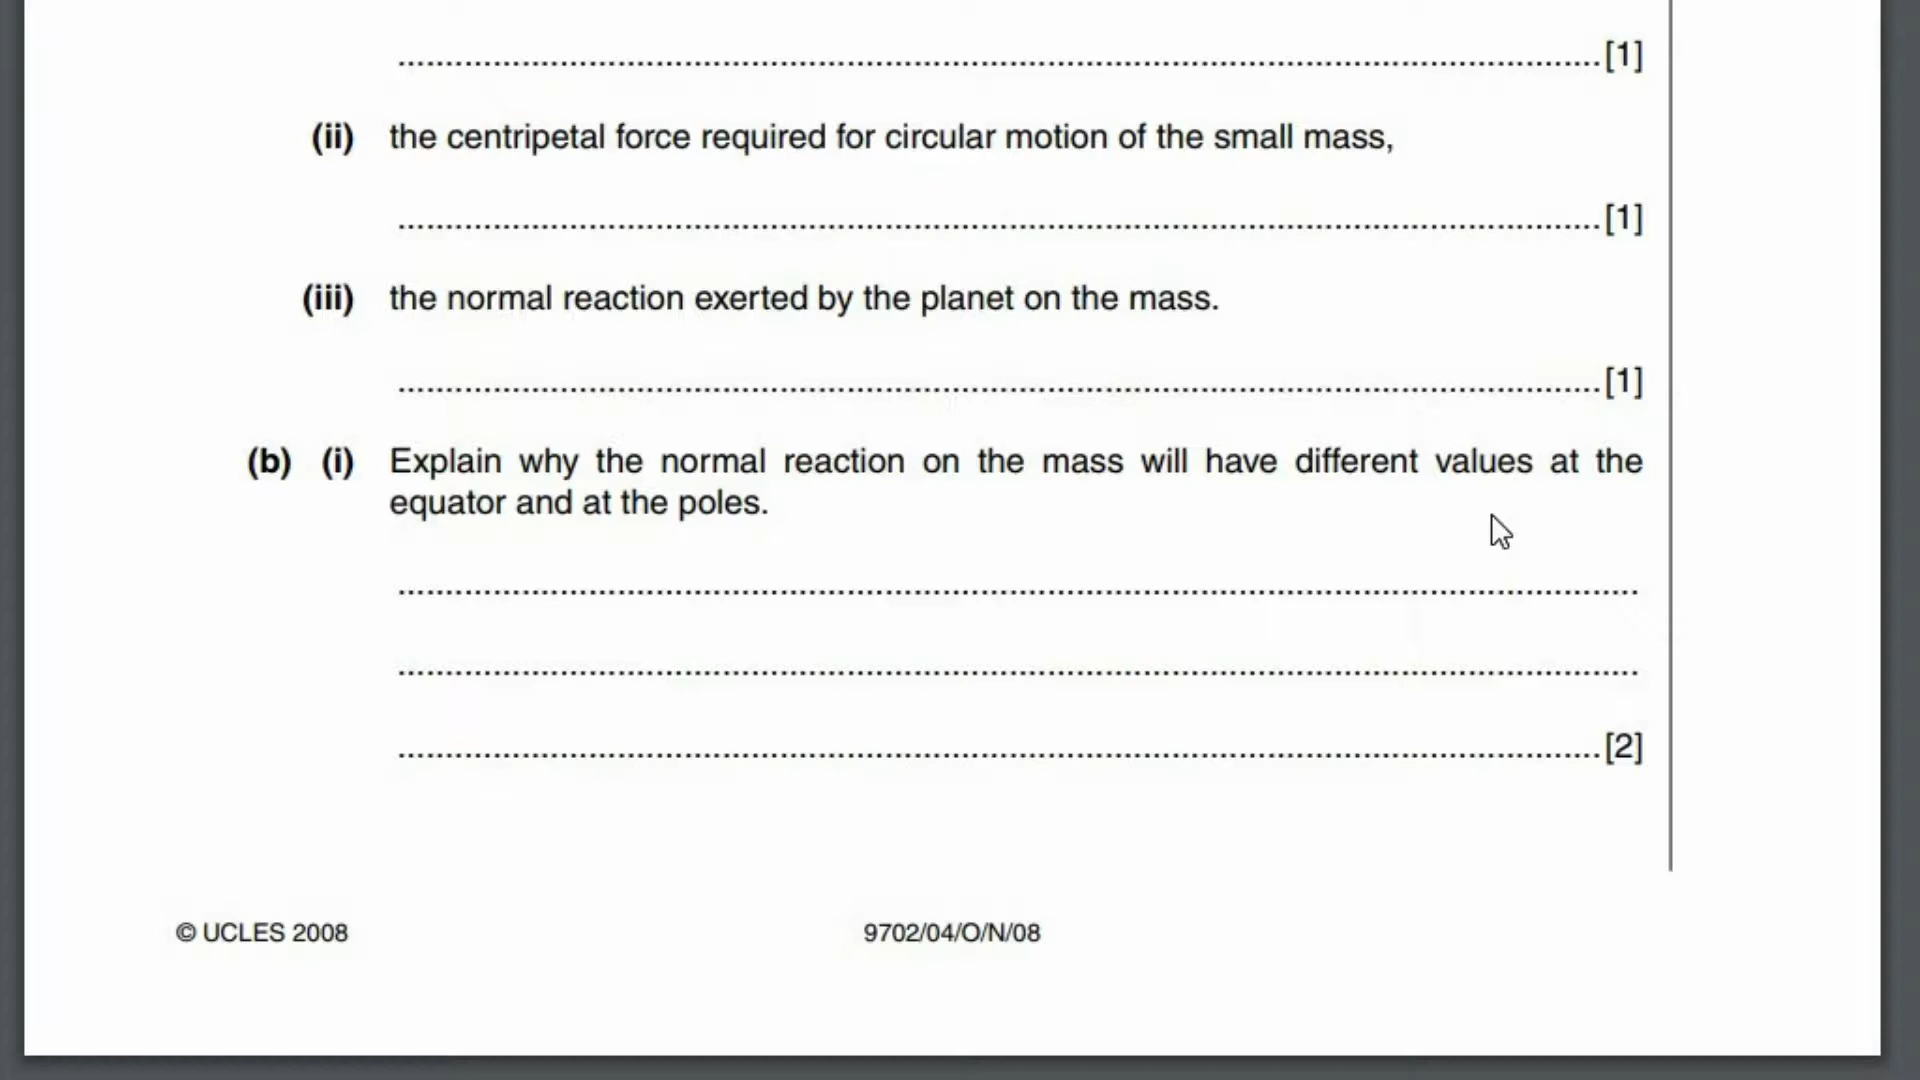 ........................................................................................................................[1]
(ii) the centripetal force required for circular motion of the small mass,
........................................................................................................................[1]
(iii) the normal reaction exerted by the planet on the mass.
........................................................................................................................[1]
(b) (i) Explain why the normal reaction on the mass will have different values at the
equator and at the poles.
............................................................................................................................
............................................................................................................................
........................................................................................................................[2]
© UCLES 2008 9702/04/O/N/08